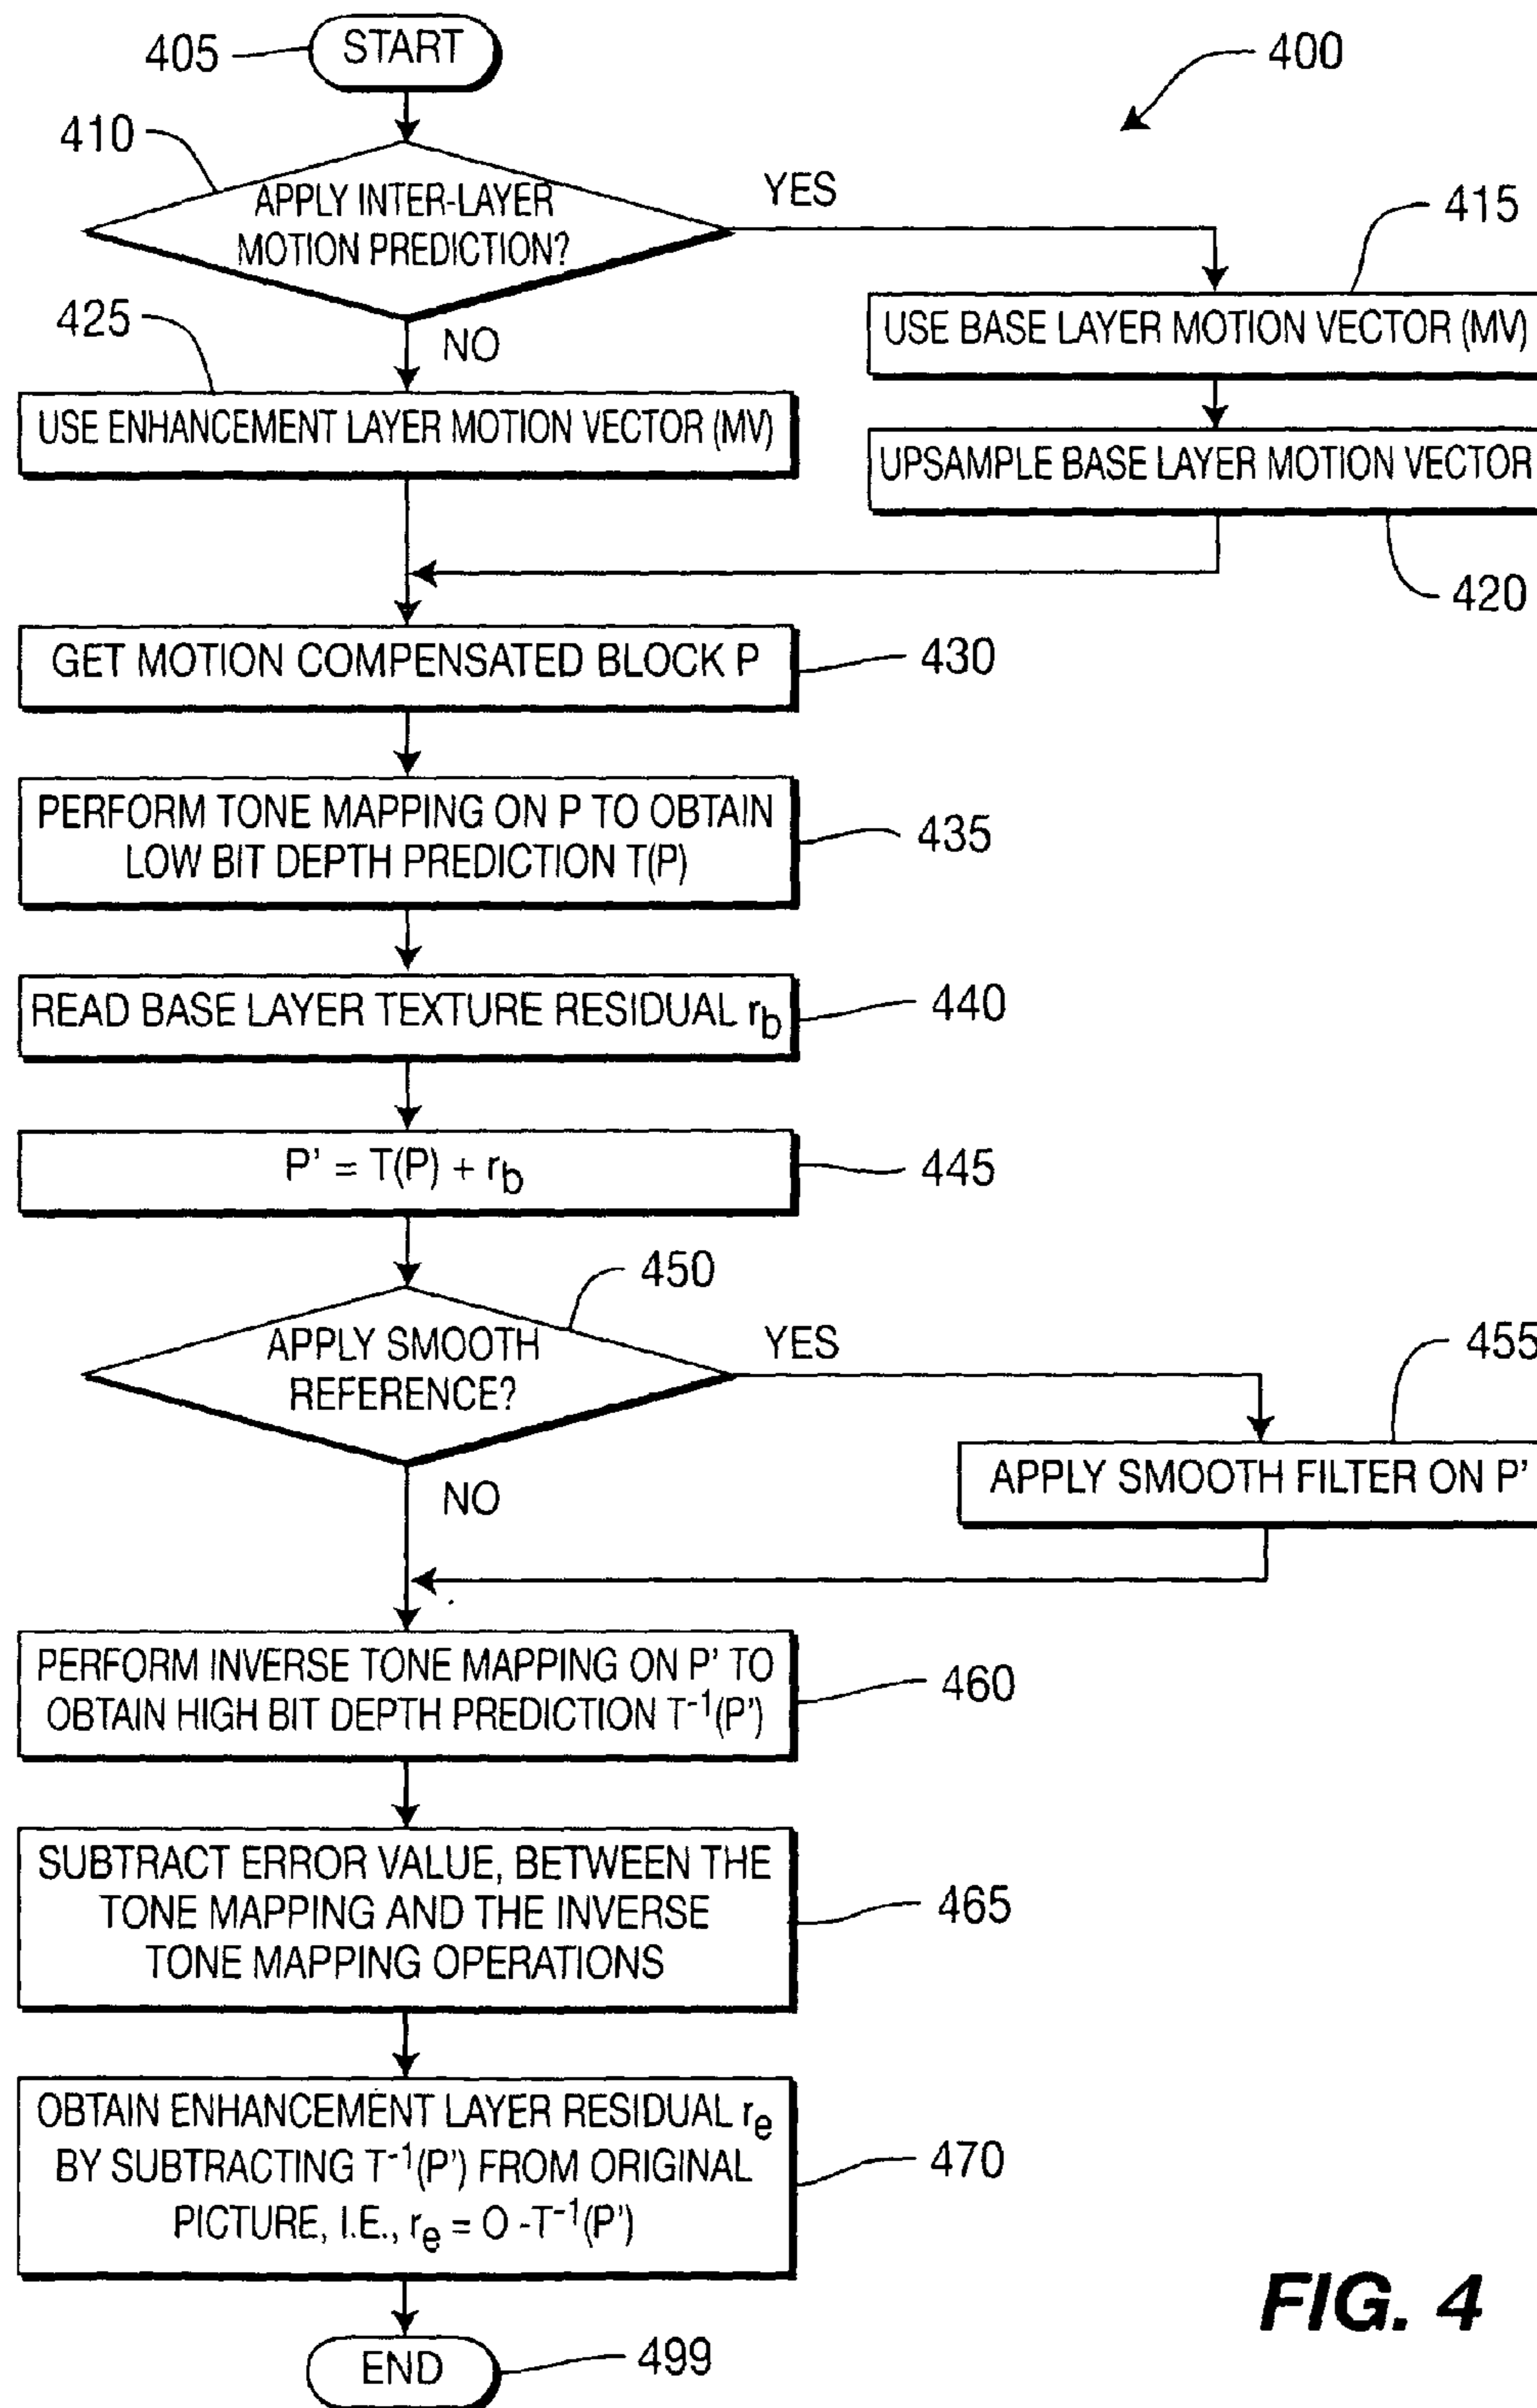 405
START
400
410
APPLY INTER-LAYER
MOTION PREDICTION?
YES
415
425
NO
USE BASE LAYER MOTION VECTOR (MV)
USE ENHANCEMENT LAYER MOTION VECTOR (MV)
UPSAMPLE BASE LAYER MOTION VECTOR
420
GET MOTION COMPENSATED BLOCK P
430
PERFORM TONE MAPPING ON P TO OBTAIN
LOW BIT DEPTH PREDICTION T(P)
435
READ BASE LAYER TEXTURE RESIDUAL rb
440
P' = T(P) + rb
445
450
APPLY SMOOTH
REFERENCE?
YES
455
NO
APPLY SMOOTH FILTER ON P'
PERFORM INVERSE TONE MAPPING ON P' TO
OBTAIN HIGH BIT DEPTH PREDICTION T-1(P')
460
SUBTRACT ERROR VALUE, BETWEEN THE
TONE MAPPING AND THE INVERSE
TONE MAPPING OPERATIONS
465
OBTAIN ENHANCEMENT LAYER RESIDUAL re
BY SUBTRACTING T-1(P') FROM ORIGINAL
PICTURE, I.E., re = O -T-1(P')
470
END
499
FIG. 4